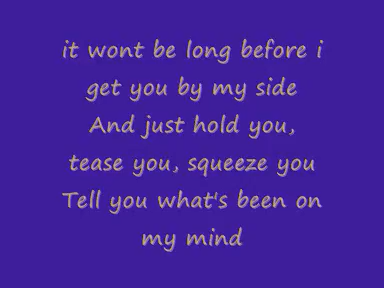 it wont be long before i
get you by my side
And just hold you,
tease you, squeeze you
Tell you what's been on
my mind